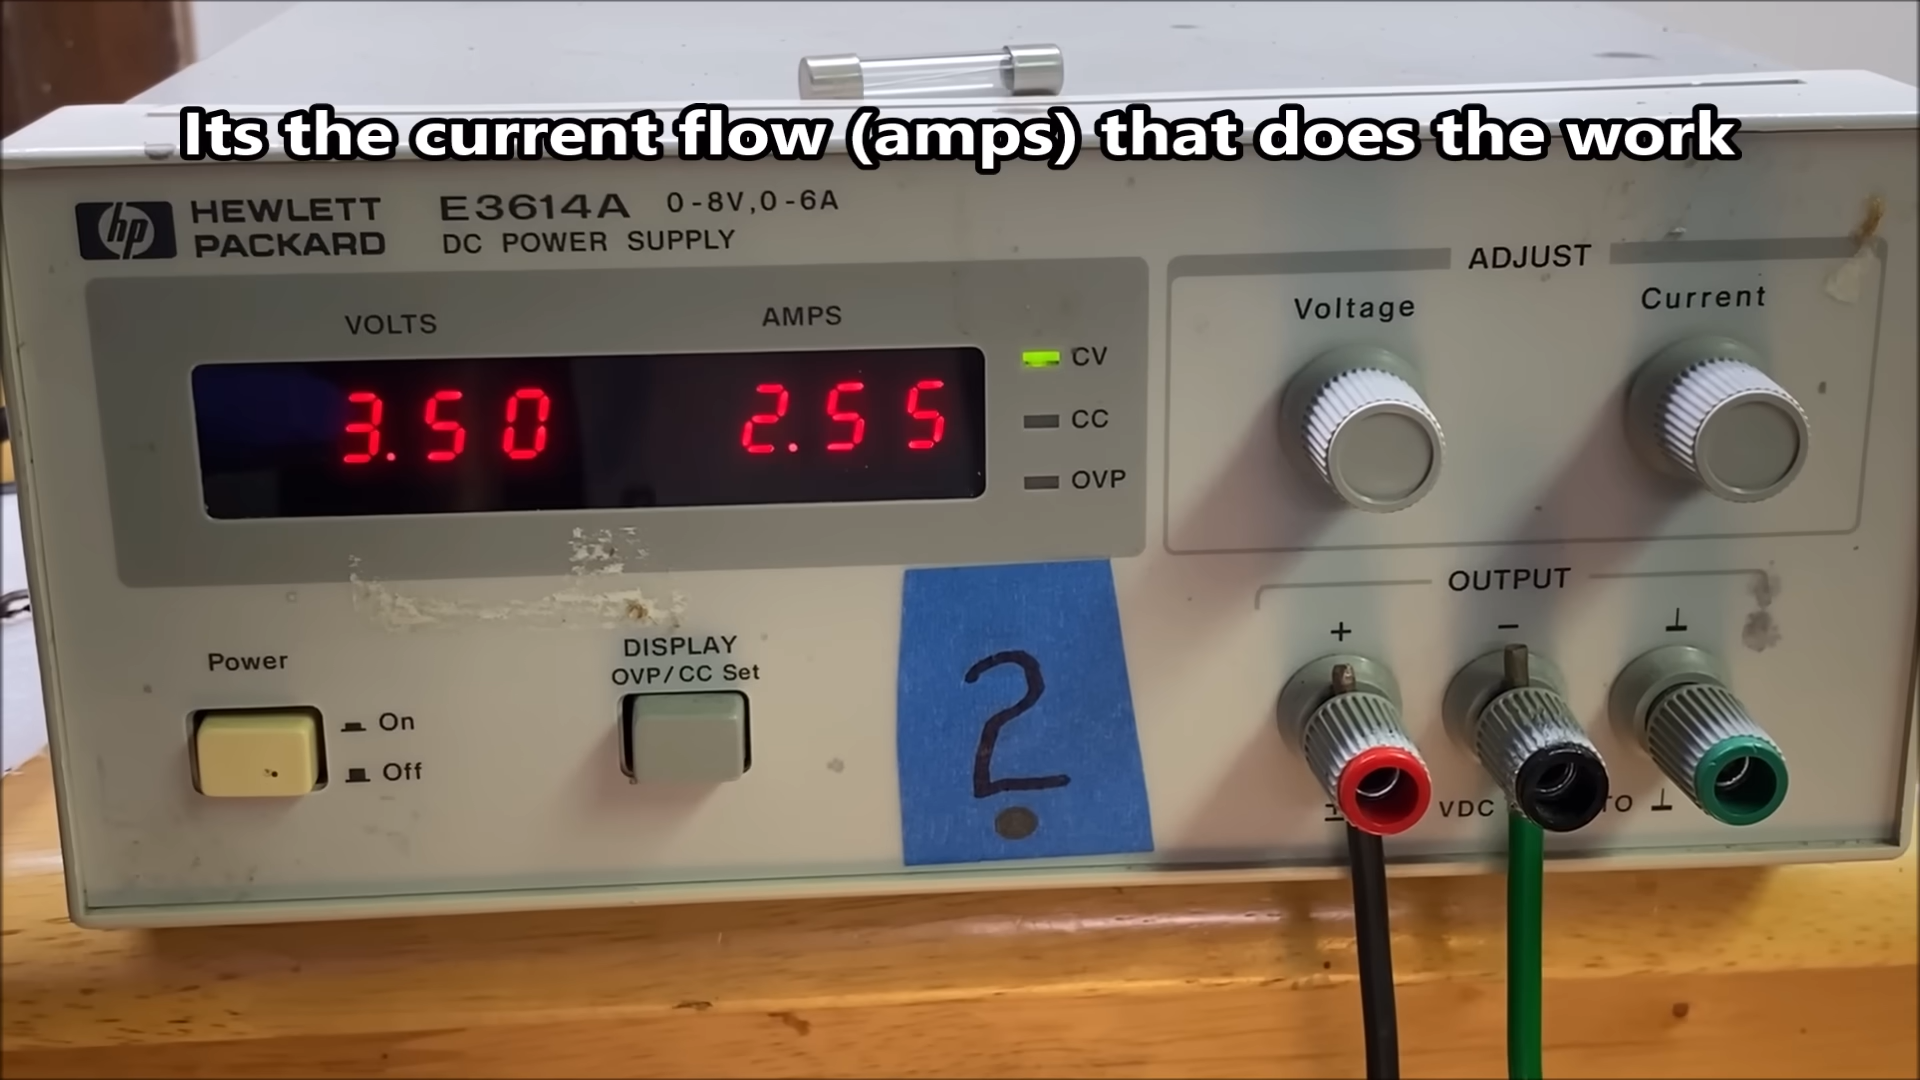 Its the current flow (amps) that does the work
hp HEWLETT PACKARD
E3614A 0-8V,0-6A
DC POWER SUPPLY
VOLTS AMPS
3.50 2.55
CV
CC
OVP
ADJUST
Voltage Current
Power
On
Off
DISPLAY
OVP/CC Set
2
OUTPUT
+ − ⊥
VDC TO ⊥